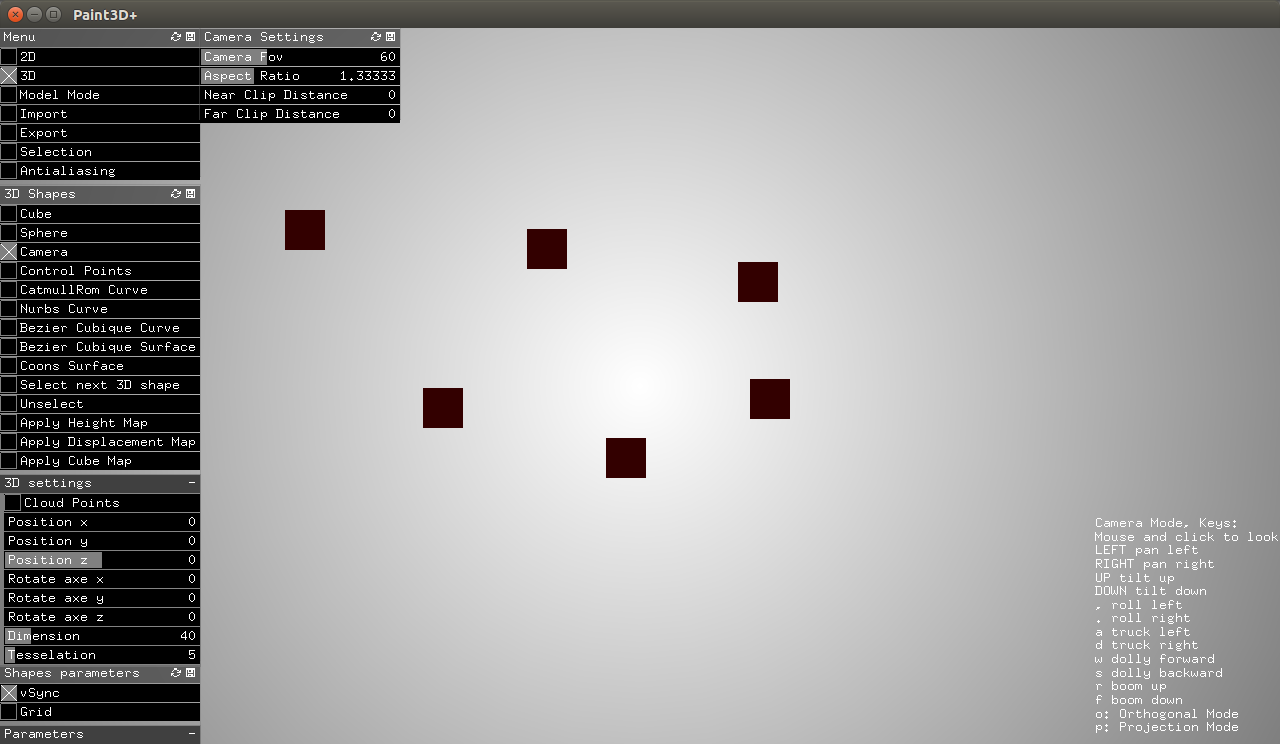 Paint3D+
Menu
2D
3D
Model Mode
Import
Export
Selection
Antialiasing
Camera Settings
Camera Fov 60
Aspect Ratio 1.33333
Near Clip Distance 0
Far Clip Distance 0
3D Shapes
Cube
Sphere
Camera
Control Points
CatmullRom Curve
Nurbs Curve
Bezier Cubique Curve
Bezier Cubique Surface
Coons Surface
Select next 3D shape
Unselect
Apply Height Map
Apply Displacement Map
Apply Cube Map
3D settings
Cloud Points
Position x 0
Position y 0
Position z 0
Rotate axe x 0
Rotate axe y 0
Rotate axe z 0
Dimension 40
Tesselation 5
Shapes parameters
vSync
Grid
Parameters
Camera Mode, Keys:
Mouse and click to look
LEFT pan left
RIGHT pan right
UP tilt up
DOWN tilt down
, roll left
. roll right
a truck left
d truck right
w dolly forward
s dolly backward
r boom up
f boom down
o: Orthogonal Mode
p: Projection Mode